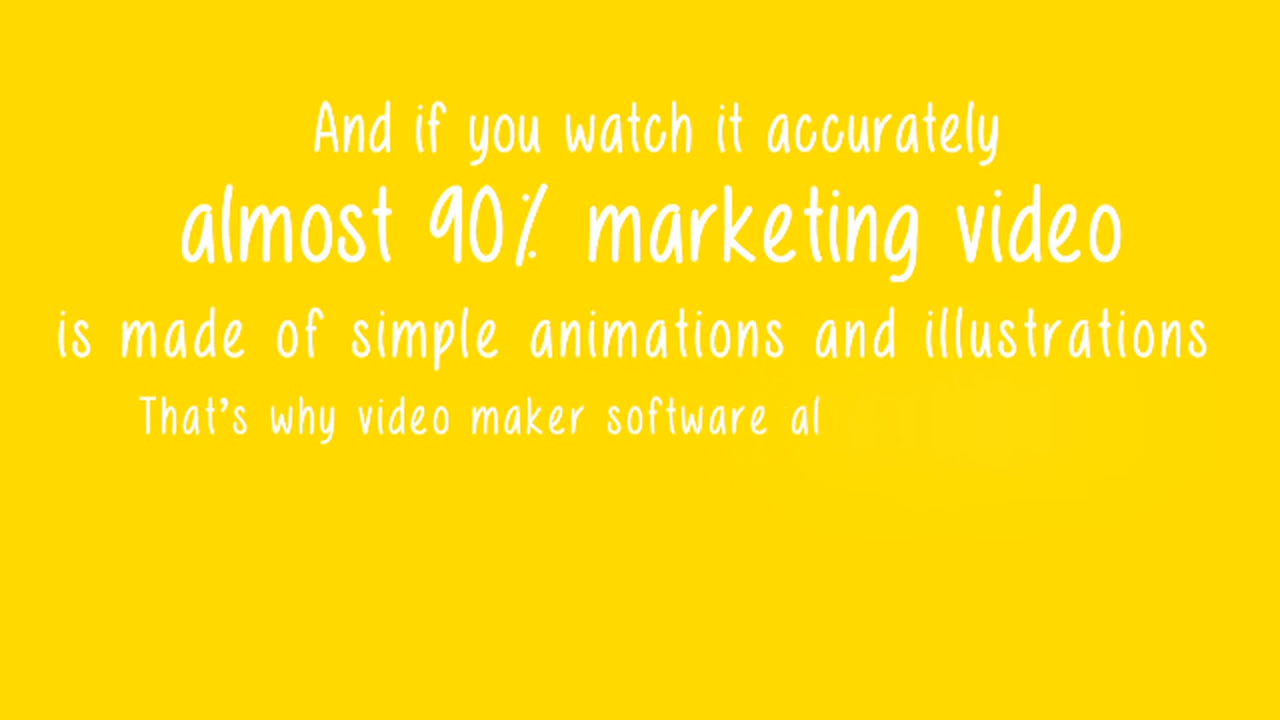 And if you watch it accurately
almost 90% marketing video
is made of simple animations and illustrations
That's why video maker software al